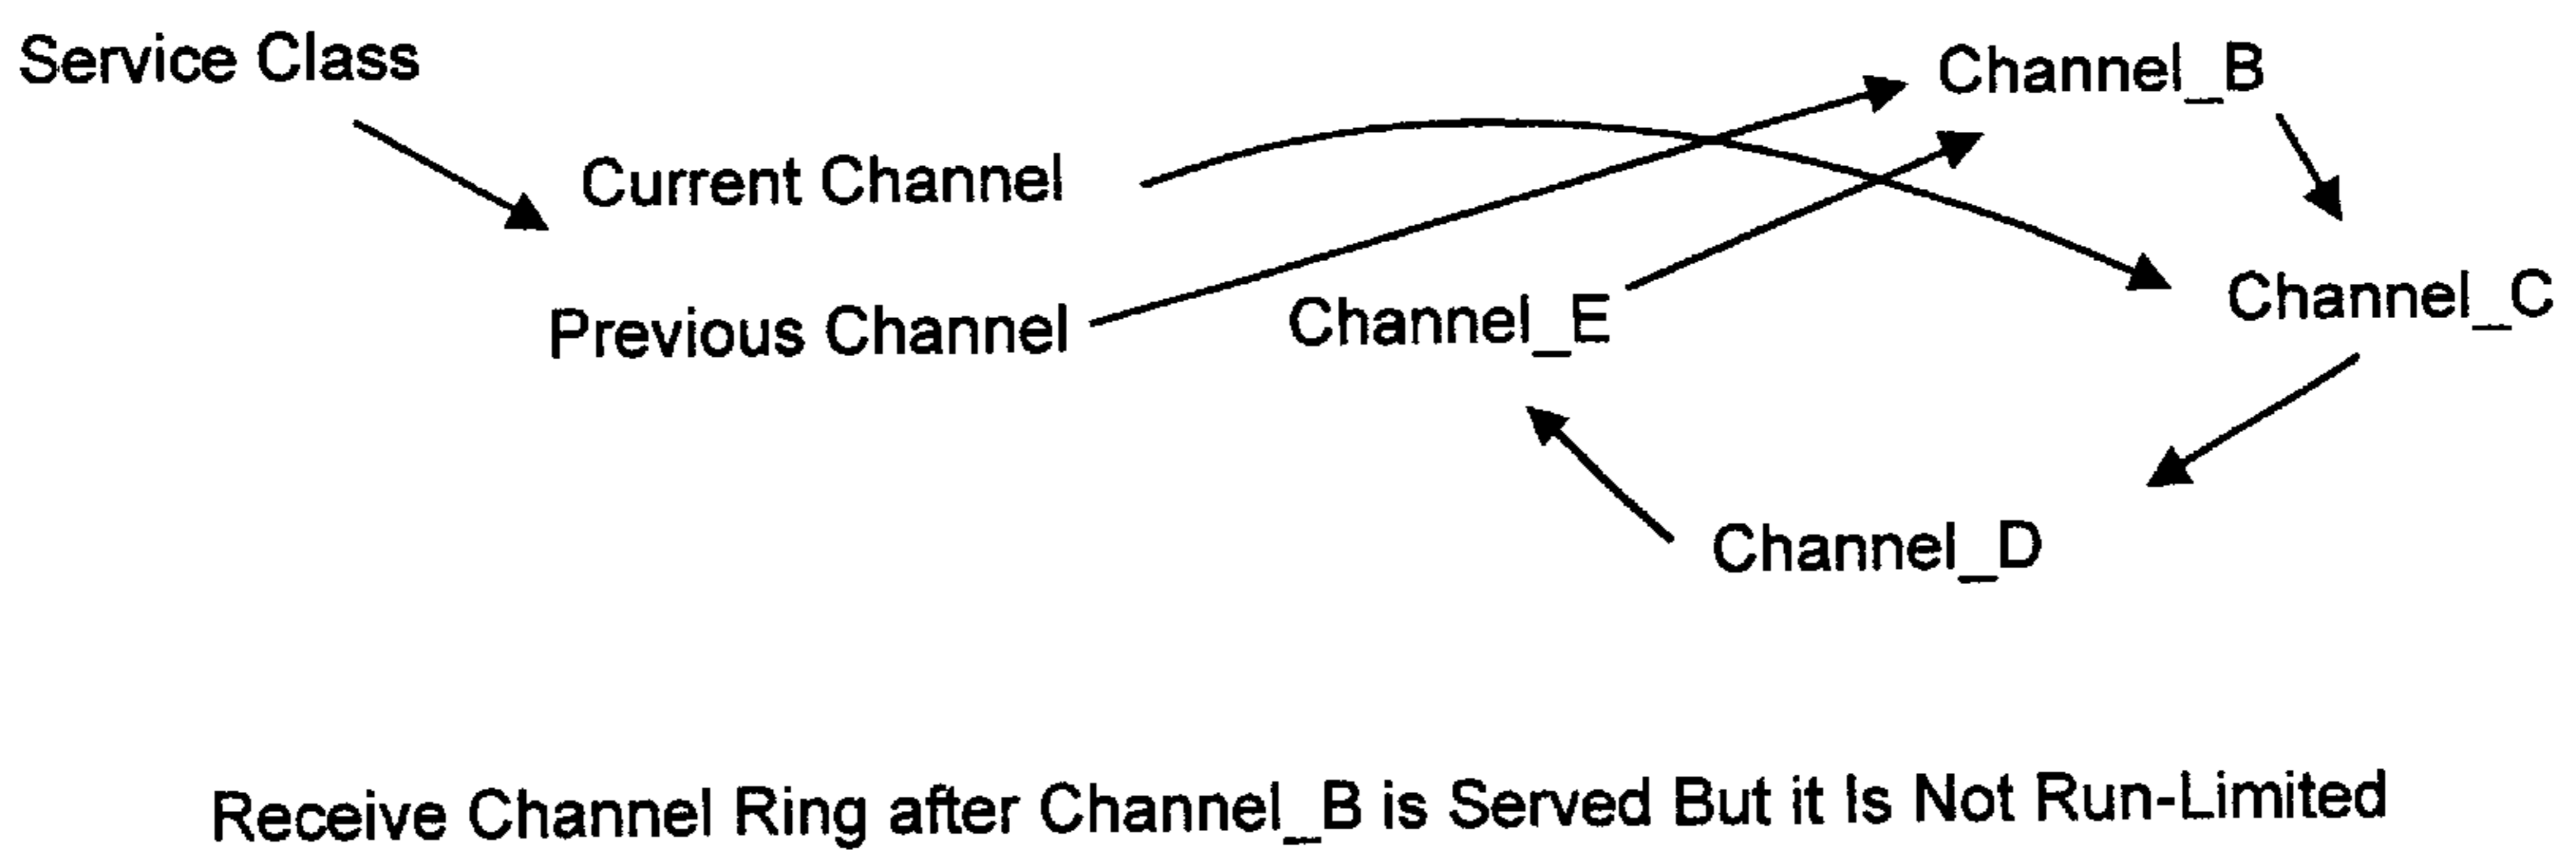 Service Class
Channel_B
Current Channel
Channel_C
Previous Channel
Channel_E
Channel_D
Receive Channel Ring after Channel_B is Served But it Is Not Run-Limited